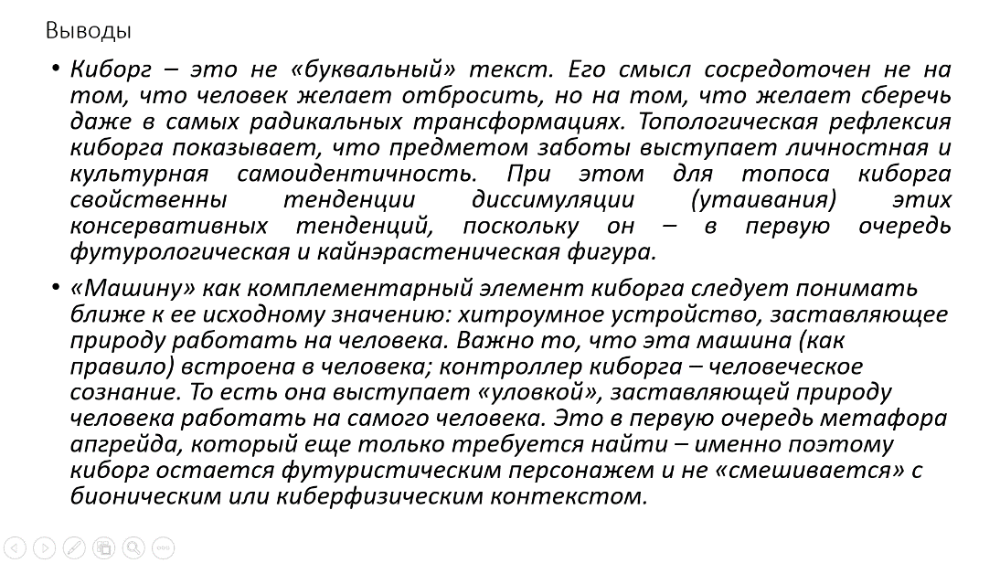 Выводы
• Киборг – это не «буквальный» текст. Его смысл сосредоточен не на
том, что человек желает отбросить, но на том, что желает сберечь
даже в самых радикальных трансформациях. Топологическая рефлексия
киборга показывает, что предметом заботы выступает личностная и
культурная самоидентичность. При этом для топоса киборга
свойственны тенденции диссимуляции (утаивания) этих
консервативных тенденций, поскольку он – в первую очередь
футурологическая и кайнэрастеническая фигура.
• «Машину» как комплементарный элемент киборга следует понимать
ближе к ее исходному значению: хитроумное устройство, заставляющее
природу работать на человека. Важно то, что эта машина (как
правило) встроена в человека; контроллер киборга – человеческое
сознание. То есть она выступает «уловкой», заставляющей природу
человека работать на самого человека. Это в первую очередь метафора
апгрейда, который еще только требуется найти – именно поэтому
киборг остается футуристическим персонажем и не «смешивается» с
бионическим или киберфизическим контекстом.